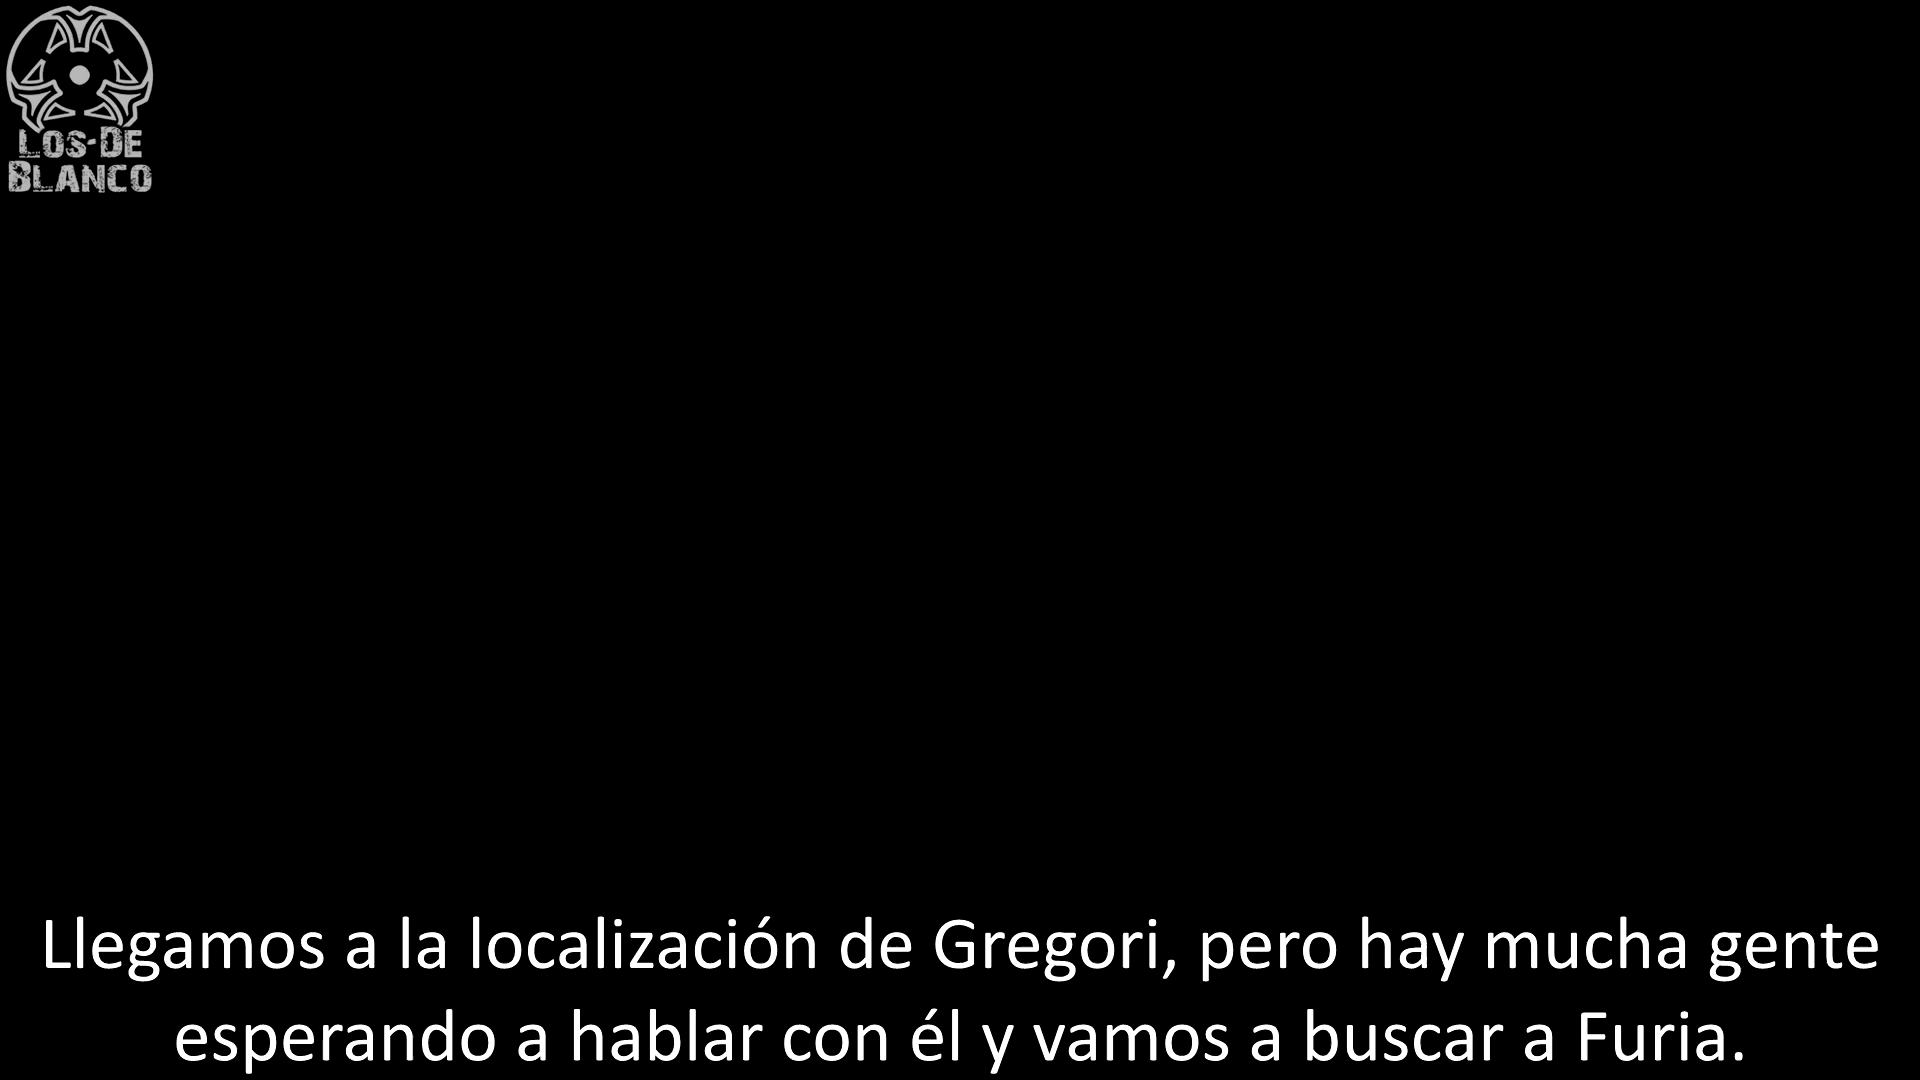 Los-De
Blanco
Llegamos a la localización de Gregori, pero hay mucha gente
esperando a hablar con él y vamos a buscar a Furia.